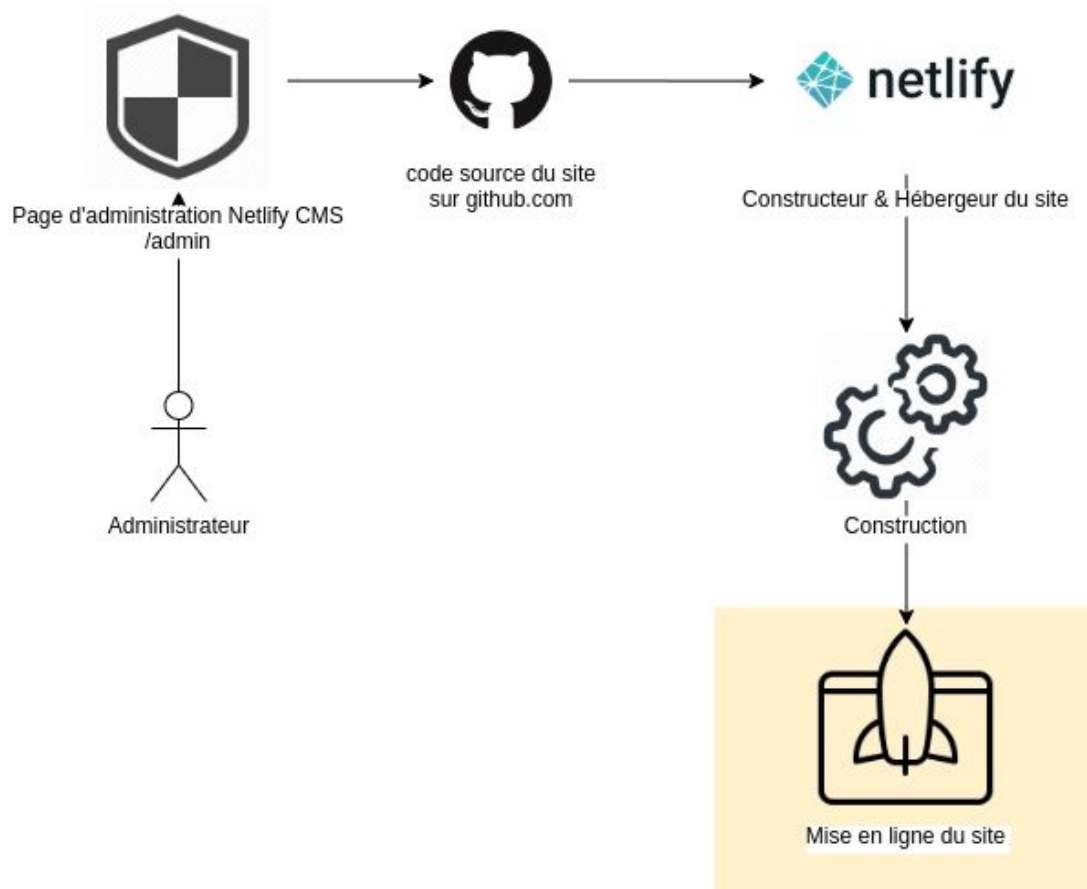 netlify
code source du site
sur github.com
Page d'administration Netlify CMS
/admin
Constructeur & Hébergeur du site
Administrateur
Construction
Mise en ligne du site